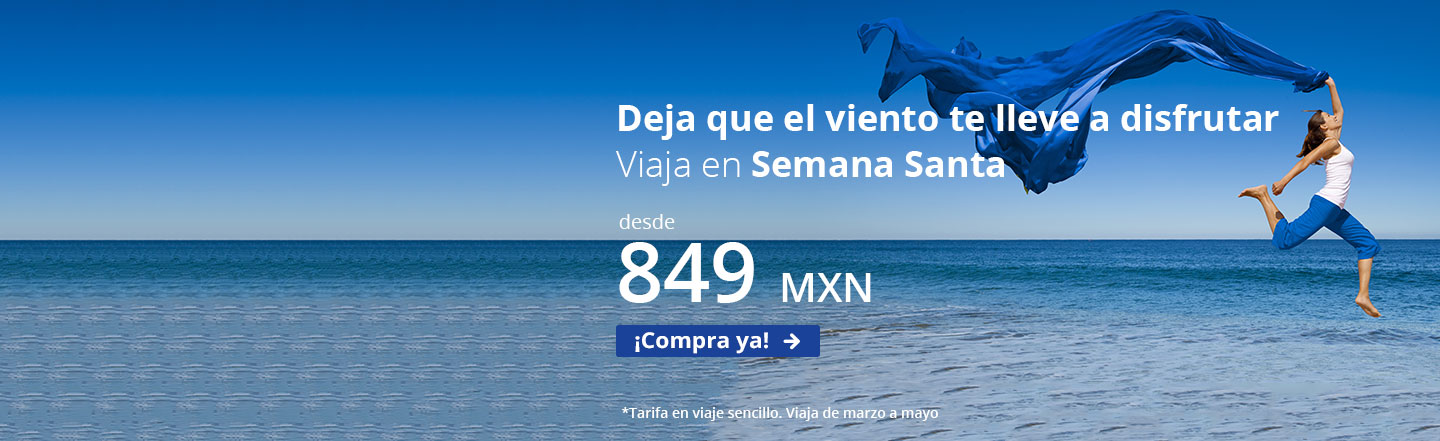 Deja que el viento te lleve a disfrutar
Viaja en Semana Santa
desde
849 MXN
¡Compra ya! →
*Tarifa en viaje sencillo. Viaja de marzo a mayo